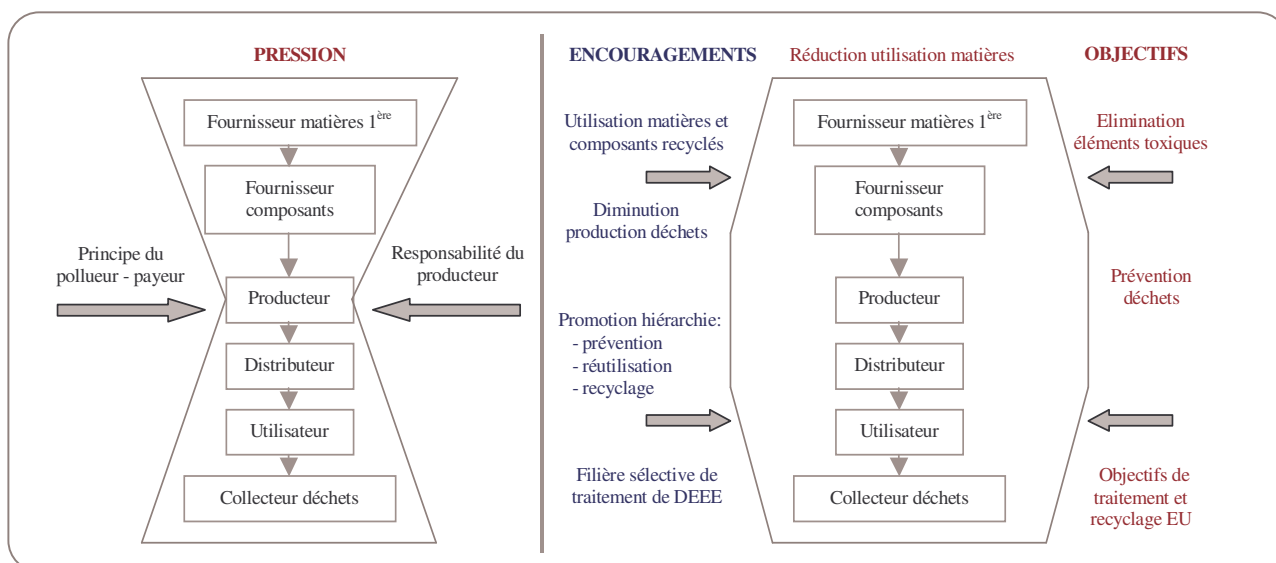 PRESSION
Fournisseur matières 1ère
Fournisseur
composants
Principe du
pollueur - payeur
Responsabilité du
producteur
Producteur
Distributeur
Utilisateur
Collecteur déchets
ENCOURAGEMENTS
Réduction utilisation matières
OBJECTIFS
Utilisation matières et
composants recyclés
Diminution
production déchets
Promotion hiérarchie:
- prévention
- réutilisation
- recyclage
Filière sélective de
traitement de DEEE
Fournisseur matières 1ère
Fournisseur
composants
Producteur
Distributeur
Utilisateur
Collecteur déchets
Elimination
éléments toxiques
Prévention
déchets
Objectifs de
traitement et
recyclage EU